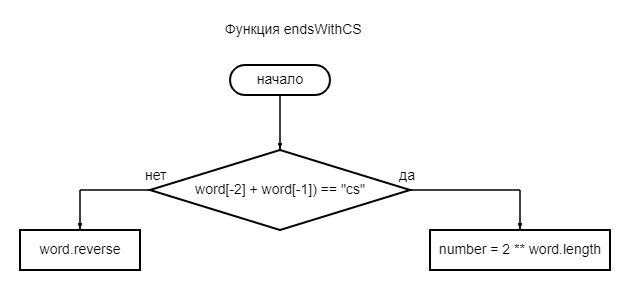 Функция endsWithCS
начало
нет
да
word[-2] + word[-1]) == "cs"
word.reverse
number = 2 ** word.length